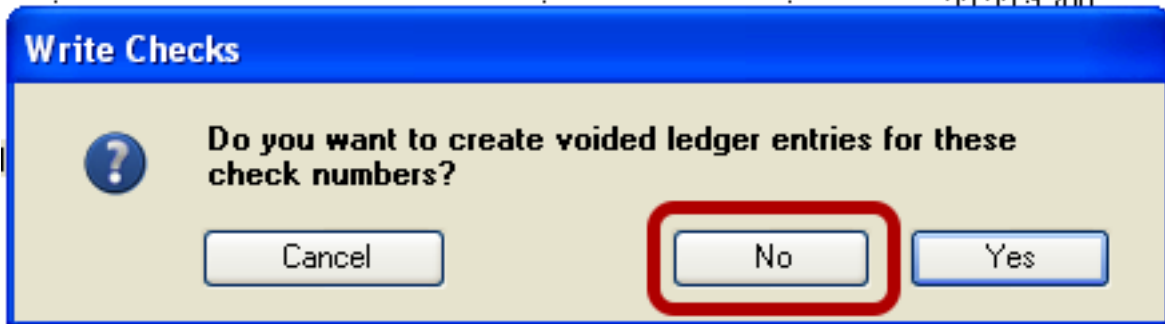 Write Checks
Do you want to create voided ledger entries for these
check numbers?
Cancel
No
Yes